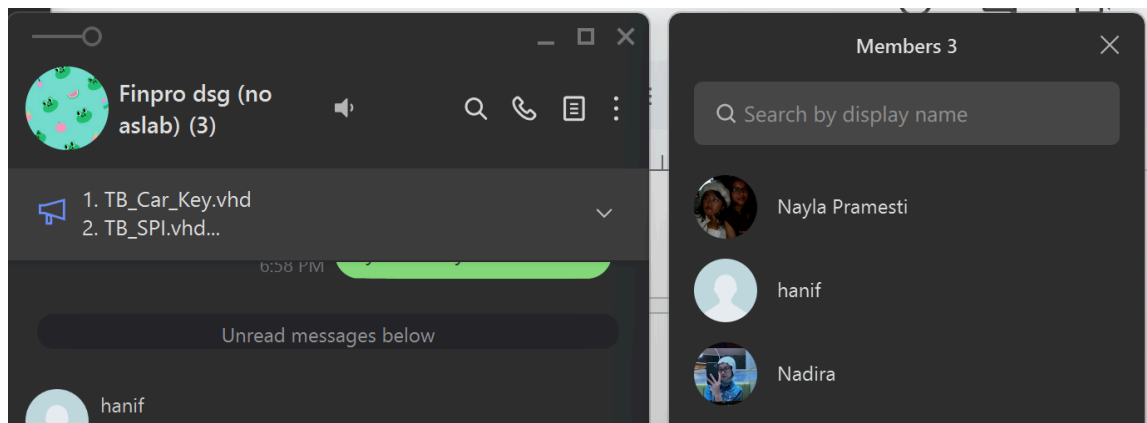 Finpro dsg (no
aslab) (3)
1. TB_Car_Key.vhd
2. TB_SPI.vhd...
6:58 PM
Unread messages below
hanif
Members 3
Search by display name
Nayla Pramesti
hanif
Nadira